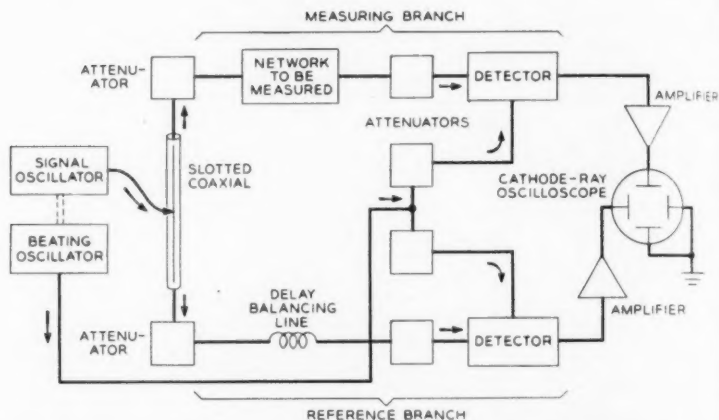 MEASURING BRANCH
ATTENU-
ATOR
NETWORK
TO BE
MEASURED
DETECTOR
AMPLIFIER
ATTENUATORS
SIGNAL
OSCILLATOR
SLOTTED
COAXIAL
CATHODE-RAY
OSCILLOSCOPE
BEATING
OSCILLATOR
DELAY
BALANCING
LINE
AMPLIFIER
ATTENU-
ATOR
DETECTOR
REFERENCE BRANCH